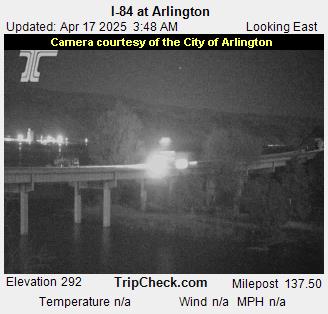 I-84 at Arlington
Updated: Apr 17 2025 3:48 AM Looking East
Camera courtesy of the City of Arlington
Elevation 292 TripCheck.com Milepost 137.50
Temperature n/a Wind n/a MPH n/a